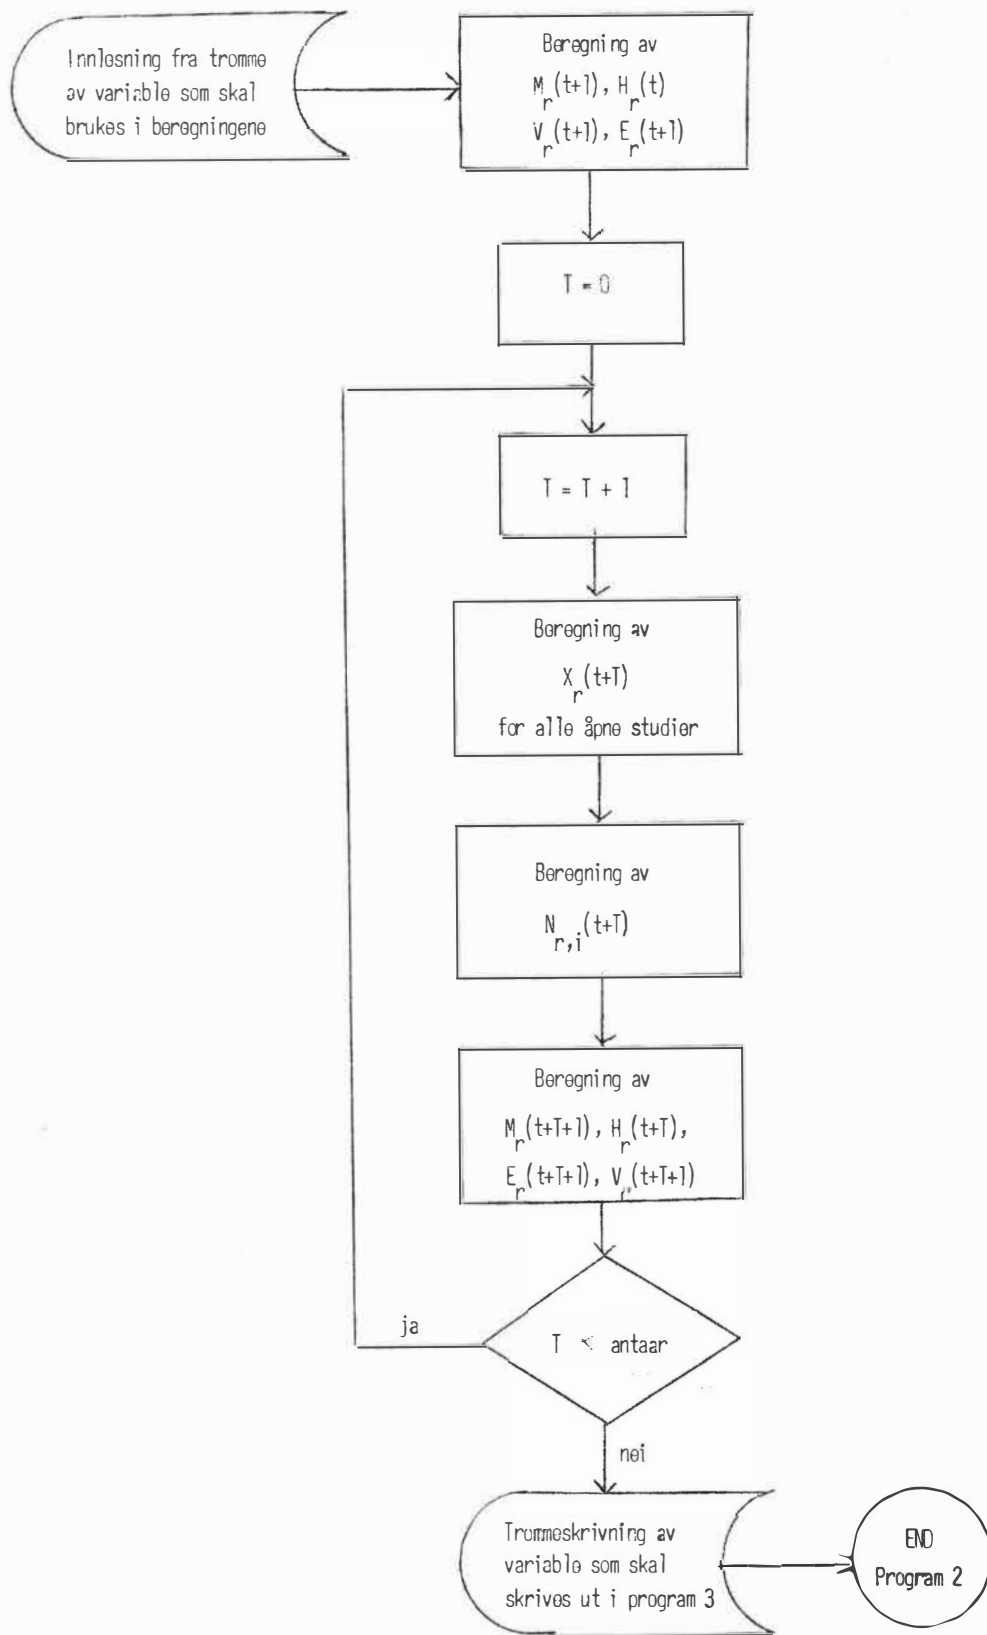 Innlesning fra tromme
av variable som skal
brukes i beregningene
Beregning av
M_r(t+1), H_r(t)
V_r(t+1), E_r(t+1)
T = 0
T = T + 1
Beregning av
X_r(t+T)
for alle åpne studier
Beregning av
N_r,i(t+T)
Beregning av
M_r(t+T+1), H_r(t+T),
E_r(t+T+1), V_r(t+T+1)
T < antaar
ja
nei
Trommeskrivning av
variable som skal
skrives ut i program 3
END
Program 2